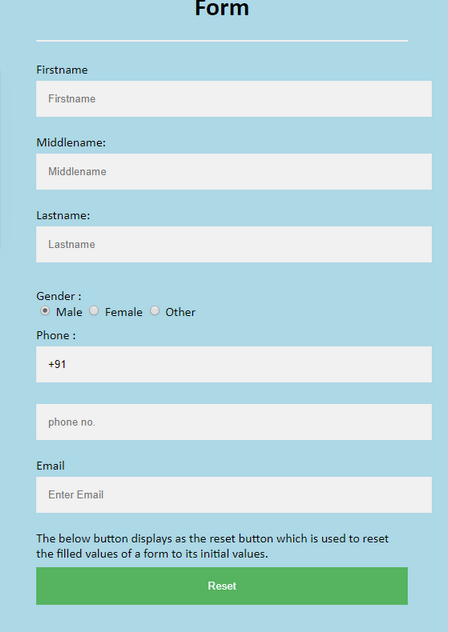 Form
Firstname
Firstname
Middlename:
Middlename
Lastname:
Lastname
Gender :
Male Female Other
Phone :
+91
phone no.
Email
Enter Email
The below button displays as the reset button which is used to reset
the filled values of a form to its initial values.
Reset